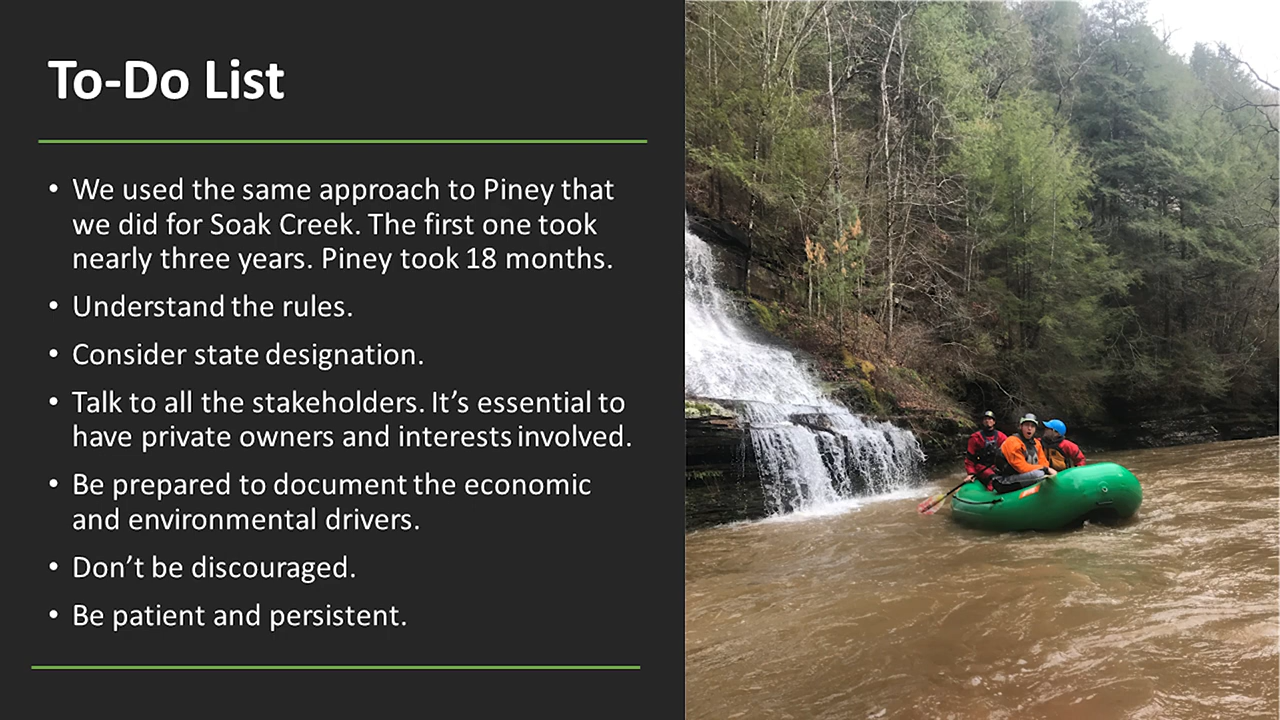 To-Do List
• We used the same approach to Piney that
we did for Soak Creek. The first one took
nearly three years. Piney took 18 months.
• Understand the rules.
• Consider state designation.
• Talk to all the stakeholders. It’s essential to
have private owners and interests involved.
• Be prepared to document the economic
and environmental drivers.
• Don’t be discouraged.
• Be patient and persistent.